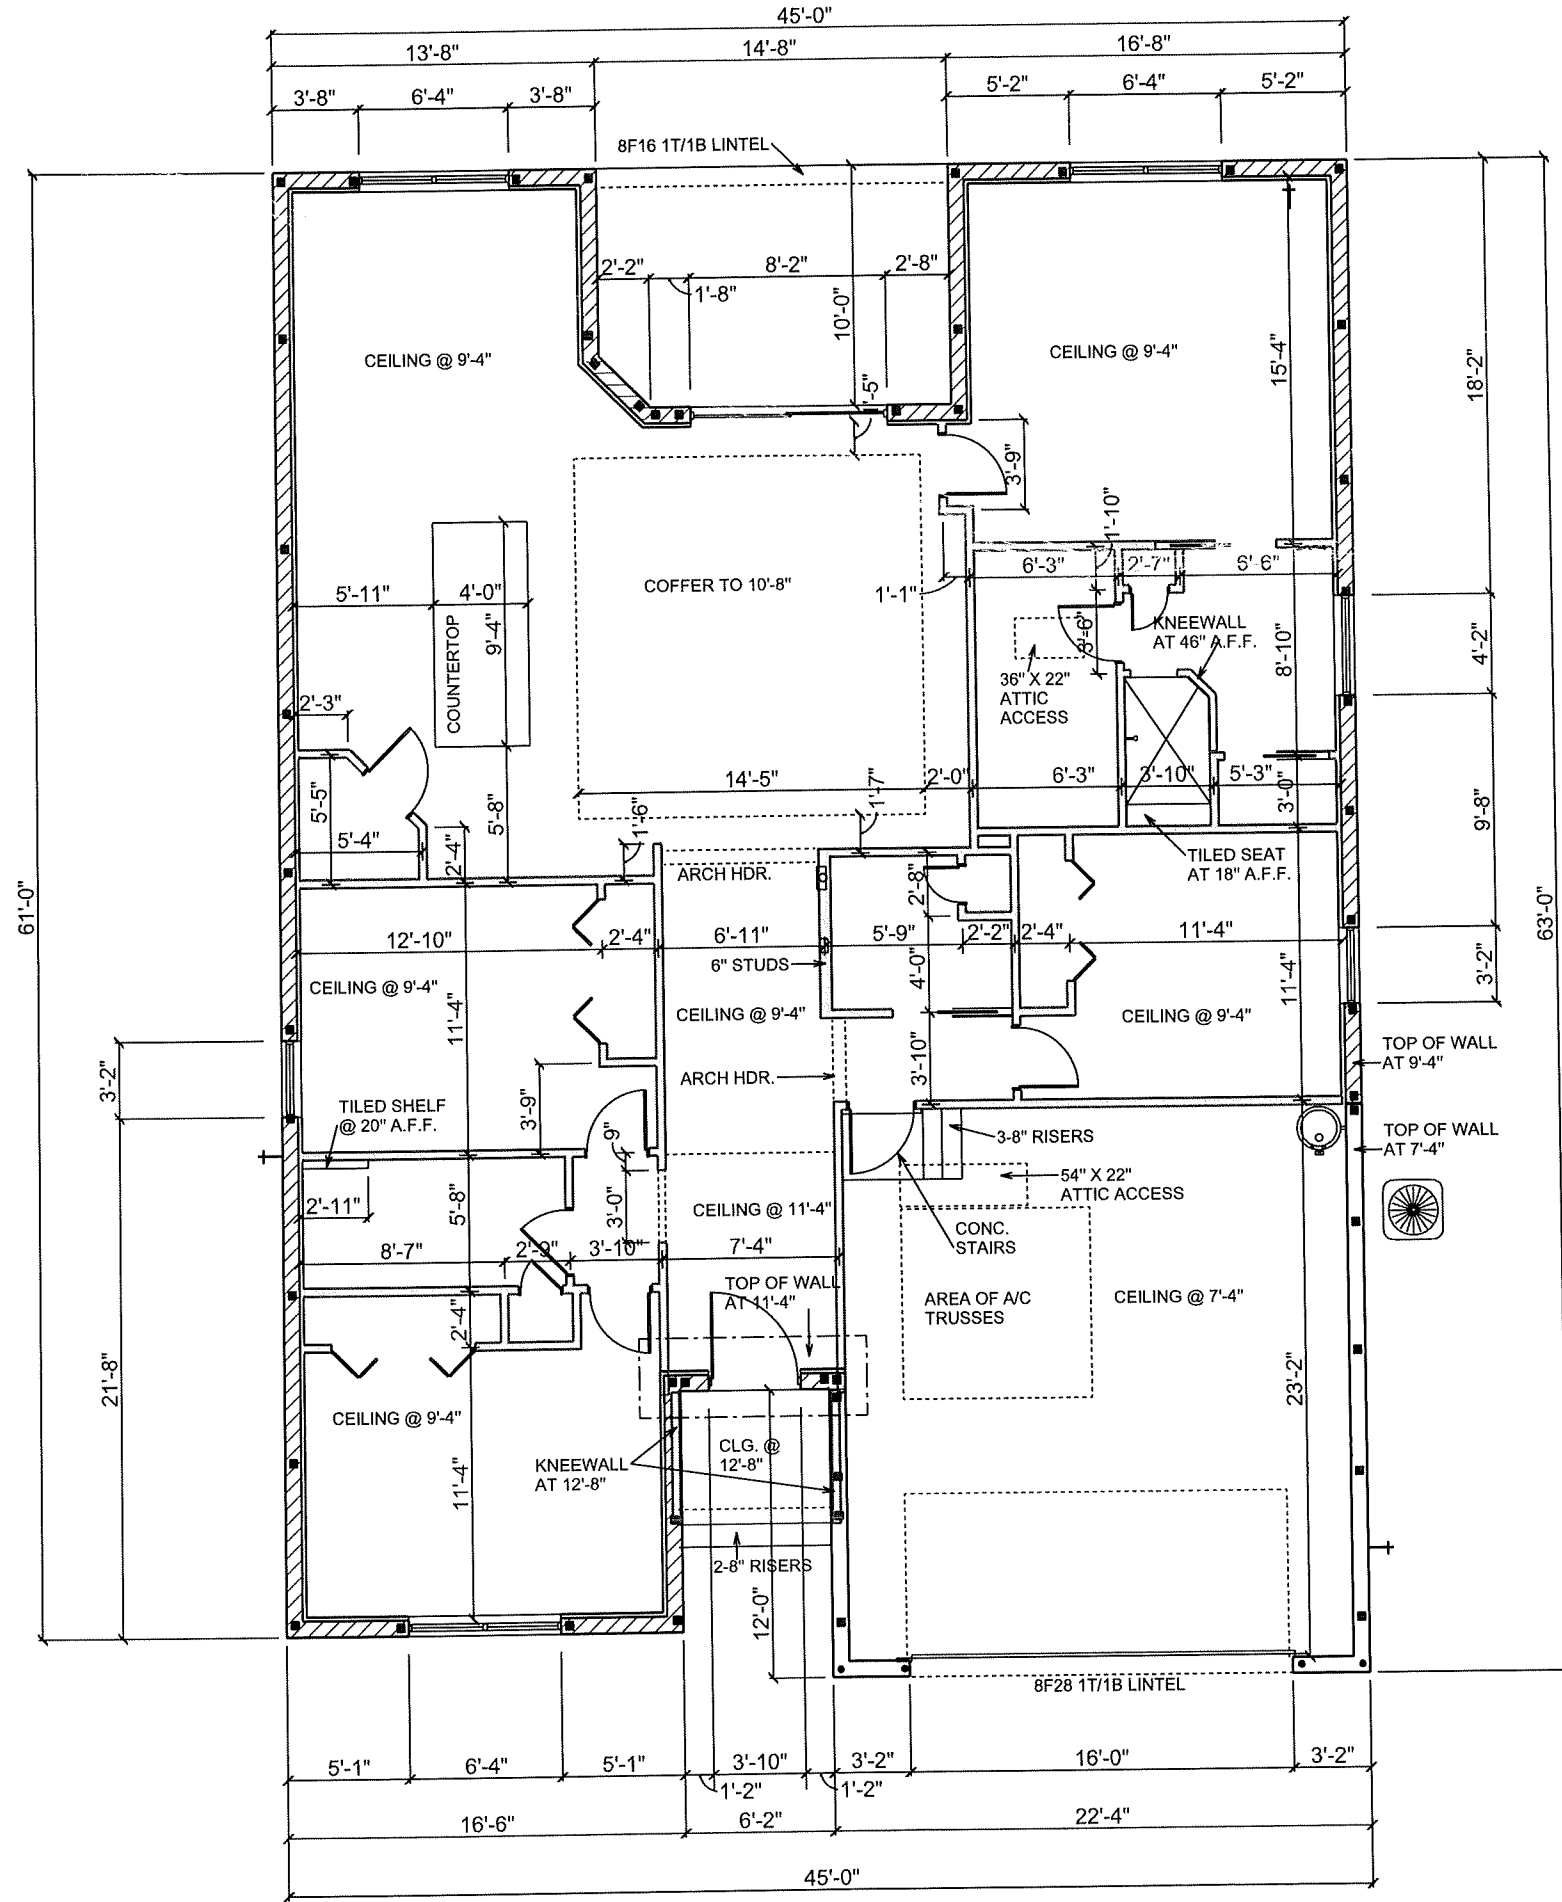 45'-0"
13'-8" 14'-8" 16'-8"
3'-8" 6'-4" 3'-8" 5'-2" 6'-4" 5'-2"
8F16 1T/1B LINTEL
2'-2" 8'-2" 2'-8"
1'-8"
10'-0"
CEILING @ 9'-4"
CEILING @ 9'-4"
15'-4"
18'-2"
3'-9"
1'-10"
COFFER TO 10'-8"
6'-3" 2'-7" 6'-6"
1'-1"
5'-11" 4'-0"
9'-4"
COUNTERTOP
3'-6"
KNEEWALL
AT 46" A.F.F.
8'-10"
4'-2"
36" X 22"
ATTIC
ACCESS
2'-3"
14'-5" 2'-0" 6'-3" 3'-10" 5'-3"
3'-0"
1'-7"
5'-5"
5'-4"
5'-8"
2'-4"
1'-6"
9'-8"
61'-0"
63'-0"
ARCH HDR.
TILED SEAT
AT 18" A.F.F.
2'-8"
12'-10" 2'-4" 6'-11" 5'-9" 2'-2" 2'-4" 11'-4"
6" STUDS
4'-0"
3'-2"
CEILING @ 9'-4"
11'-4"
CEILING @ 9'-4"
CEILING @ 9'-4"
11'-4"
TOP OF WALL
AT 9'-4"
3'-2"
ARCH HDR.
3'-10"
TILED SHELF
@ 20" A.F.F.
3'-9"
9"
3-8" RISERS
TOP OF WALL
AT 7'-4"
54" X 22"
ATTIC ACCESS
2'-11"
5'-8"
3'-0"
CEILING @ 11'-4"
CONC.
STAIRS
8'-7" 2'-9" 3'-10" 7'-4"
TOP OF WALL
AT 11'-4"
AREA OF A/C
TRUSSES
CEILING @ 7'-4"
2'-4"
21'-8"
23'-2"
CEILING @ 9'-4"
11'-4"
KNEEWALL
AT 12'-8"
CLG. @
12'-8"
2-8" RISERS
12'-0"
8F28 1T/1B LINTEL
5'-1" 6'-4" 5'-1" 3'-10" 3'-2" 16'-0" 3'-2"
1'-2" 1'-2"
16'-6" 6'-2" 22'-4"
45'-0"